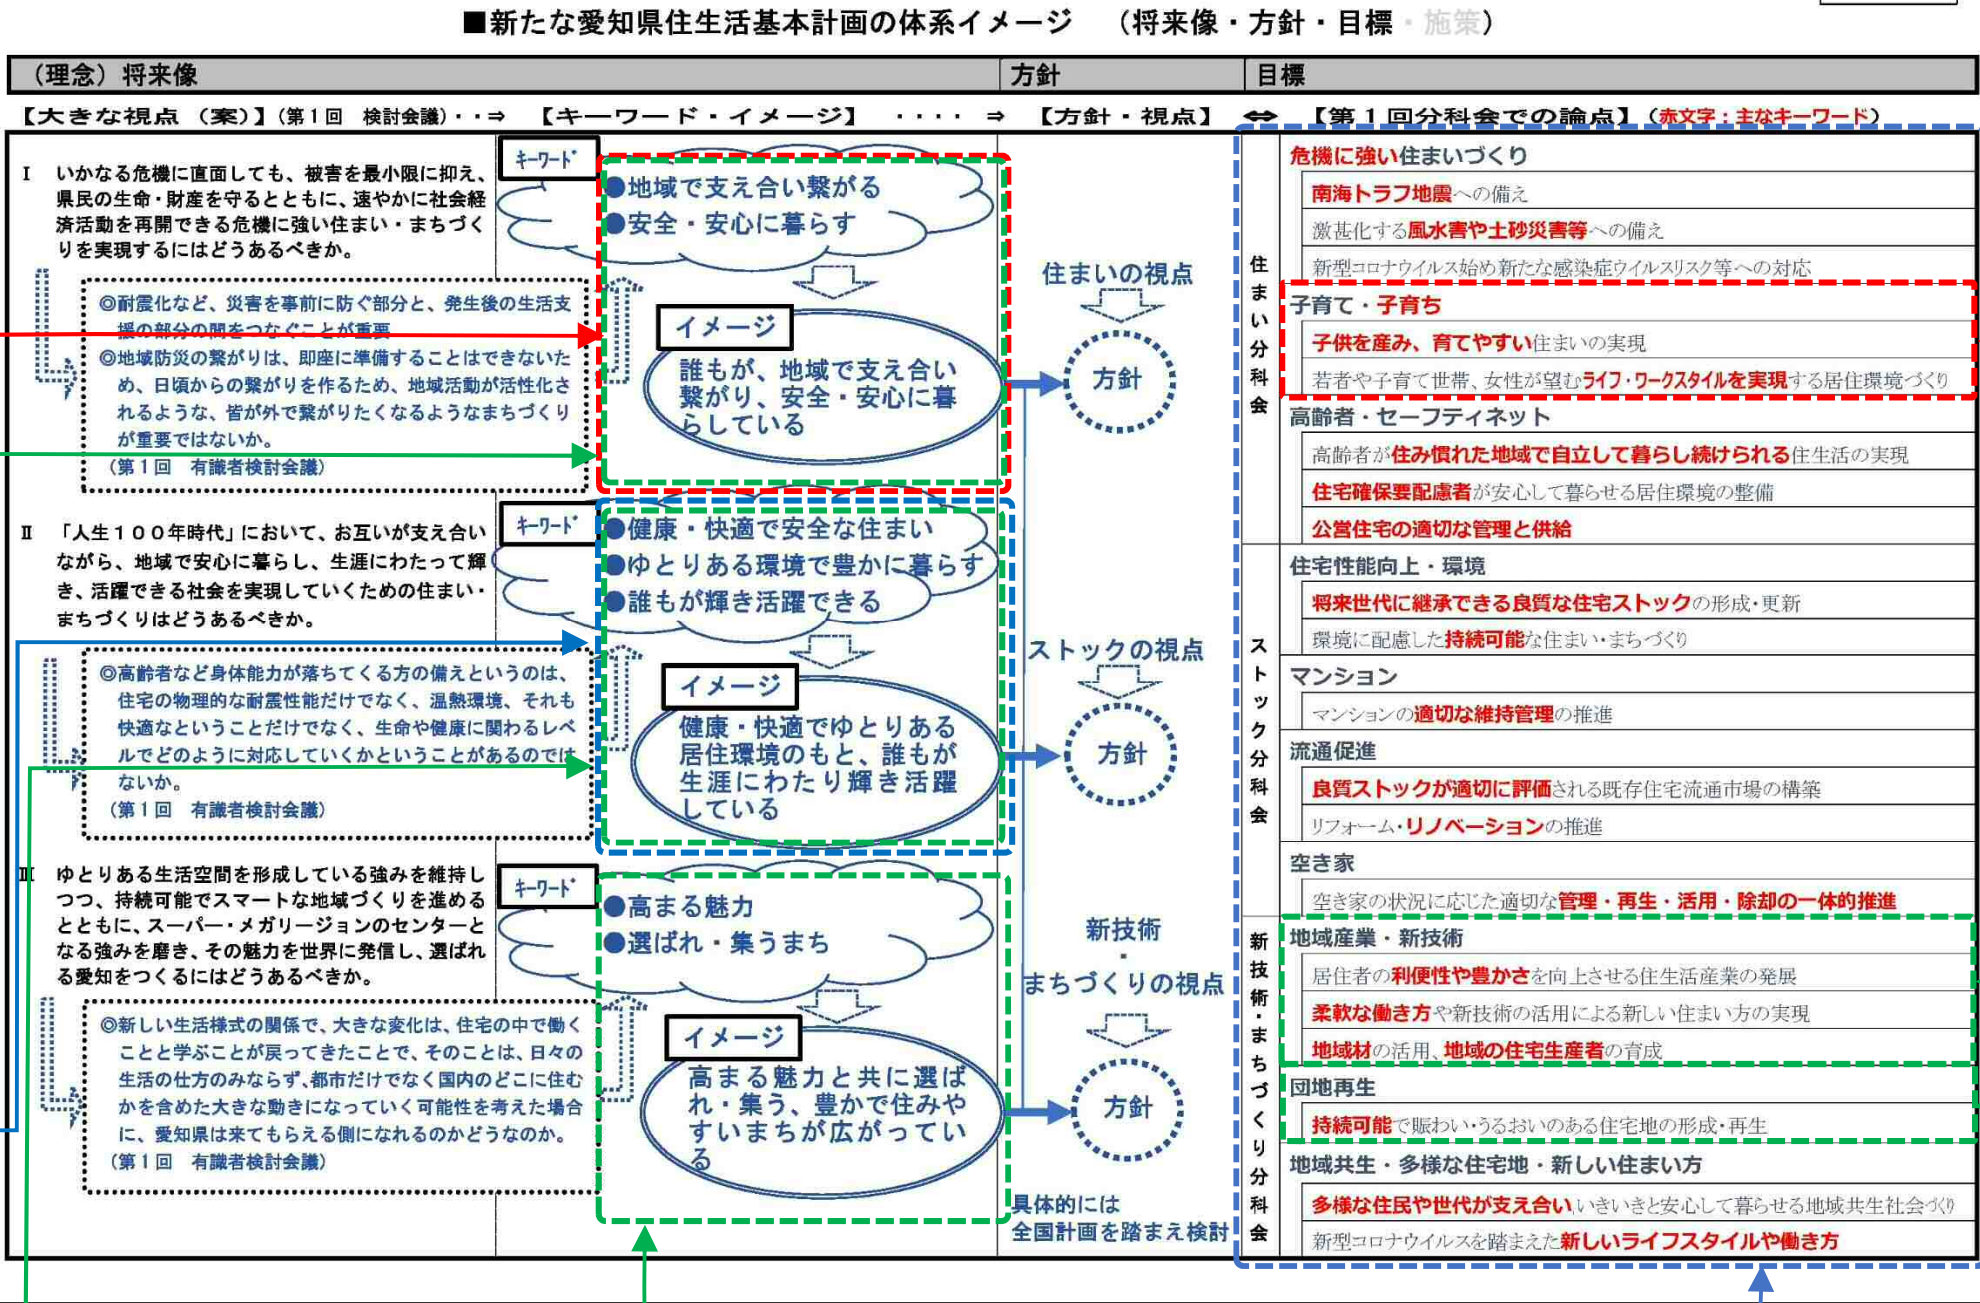 ■新たな愛知県住生活基本計画の体系イメージ　（将来像・方針・目標・施策）
（理念）将来像
方針
目標
【大きな視点（案）】（第１回　検討会議）・・⇒　【キーワード・イメージ】　・・・・　⇒　【方針・視点】　⇔　【第１回分科会での論点】（赤文字：主なキーワード）
Ⅰ　いかなる危機に直面しても、被害を最小限に抑え、
県民の生命・財産を守るとともに、速やかに社会経
済活動を再開できる危機に強い住まい・まちづく
りを実現するにはどうあるべきか。
◎耐震化など、災害を事前に防ぐ部分と、発生後の生活支
援の部分の間をつなぐことが重要
◎地域防災の繋がりは、即座に準備することはできないた
め、日頃からの繋がりを作るため、地域活動が活性化さ
れるような、皆が外で繋がりたくなるようなまちづくり
が重要ではないか。
（第１回　有識者検討会議）
ｷｰﾜｰﾄﾞ
●地域で支え合い繋がる
●安全・安心に暮らす
イメージ
誰もが、地域で支え合い
繋がり、安全・安心に暮
らしている
Ⅱ　「人生１００年時代」において、お互いが支え合い
ながら、地域で安心に暮らし、生涯にわたって輝
き、活躍できる社会を実現していくための住まい・
まちづくりはどうあるべきか。
◎高齢者など身体能力が落ちてくる方の備えというのは、
住宅の物理的な耐震性能だけでなく、温熱環境、それも
快適なということだけでなく、生命や健康に関わるレベ
ルでどのように対応していくかということがあるのでは
ないか。
（第１回　有識者検討会議）
ｷｰﾜｰﾄﾞ
●健康・快適で安全な住まい
●ゆとりある環境で豊かに暮らす
●誰もが輝き活躍できる
イメージ
健康・快適でゆとりある
居住環境のもと、誰もが
生涯にわたり輝き活躍
している
Ⅲ　ゆとりある生活空間を形成している強みを維持し
つつ、持続可能でスマートな地域づくりを進める
とともに、スーパー・メガリージョンのセンターと
なる強みを磨き、その魅力を世界に発信し、選ばれ
る愛知をつくるにはどうあるべきか。
◎新しい生活様式の関係で、大きな変化は、住宅の中で働く
ことと学ぶことが戻ってきたことで、そのことは、日々の
生活の仕方のみならず、都市だけでなく国内のどこに住む
かを含めた大きな動きになっていく可能性を考えた場合
に、愛知県は来てもらえる側になれるのかどうなのか。
（第１回　有識者検討会議）
ｷｰﾜｰﾄﾞ
●高まる魅力
●選ばれ・集うまち
イメージ
高まる魅力と共に選ば
れ・集う、豊かで住みや
すいまちが広がってい
る
住まいの視点
方針
ストックの視点
方針
新技術
・
まちづくりの視点
方針
具体的には
全国計画を踏まえ検討
住まい分科会
危機に強い住まいづくり
南海トラフ地震への備え
激甚化する風水害や土砂災害等への備え
新型コロナウイルス始め新たな感染症ウイルスリスク等への対応
子育て・子育ち
子供を産み、育てやすい住まいの実現
若者や子育て世帯、女性が望むライフ・ワークスタイルを実現する居住環境づくり
高齢者・セーフティネット
高齢者が住み慣れた地域で自立して暮らし続けられる住生活の実現
住宅確保要配慮者が安心して暮らせる居住環境の整備
公営住宅の適切な管理と供給
ストック分科会
住宅性能向上・環境
将来世代に継承できる良質な住宅ストックの形成・更新
環境に配慮した持続可能な住まい・まちづくり
マンション
マンションの適切な維持管理の推進
流通促進
良質ストックが適切に評価される既存住宅流通市場の構築
リフォーム・リノベーションの推進
空き家
空き家の状況に応じた適切な管理・再生・活用・除却の一体的推進
新技術・まちづくり分科会
地域産業・新技術
居住者の利便性や豊かさを向上させる住生活産業の発展
柔軟な働き方や新技術の活用による新しい住まい方の実現
地域材の活用、地域の住宅生産者の育成
団地再生
持続可能で賑わい・うるおいのある住宅地の形成・再生
地域共生・多様な住宅地・新しい住まい方
多様な住民や世代が支え合い、いきいきと安心して暮らせる地域共生社会づくり
新型コロナウイルスを踏まえた新しいライフスタイルや働き方